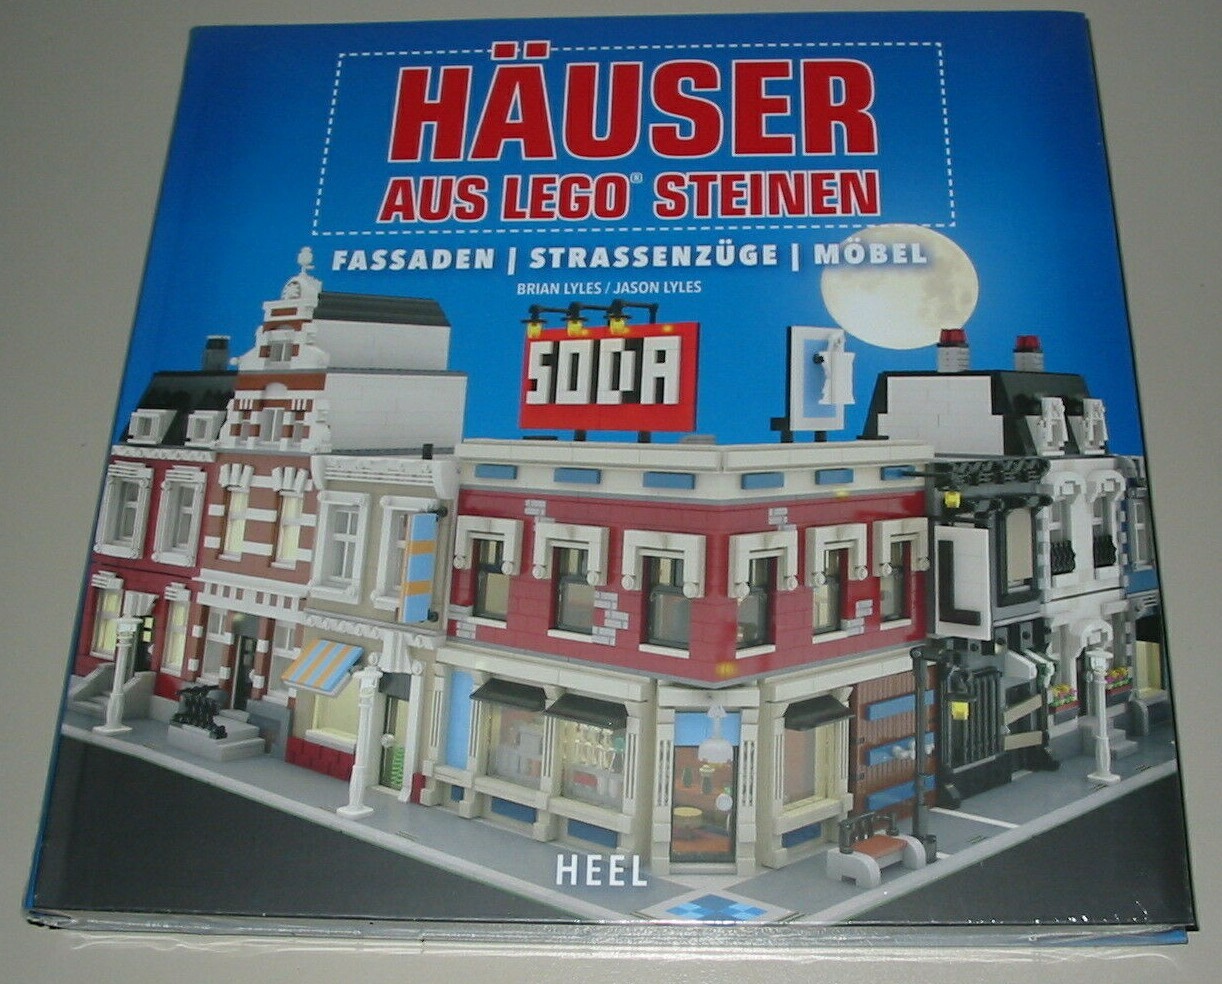 HÄUSER
AUS LEGO® STEINEN
FASSADEN | STRASSENZÜGE | MÖBEL
BRIAN LYLES / JASON LYLES
SODA
L
HEEL